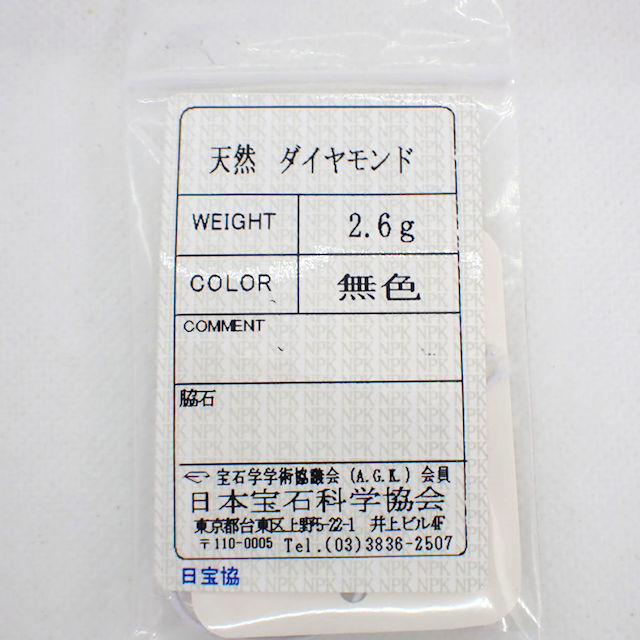 天然 ダイヤモンド
WEIGHT 2.6g
COLOR 無色
COMMENT
脇石
宝石学学術協議会 (A.G.K.) 会員
日本宝石科学協会
東京都台東区上野5-22-1 井上ビル4F
〒110-0005 Tel.(03)3836-2507
日宝協